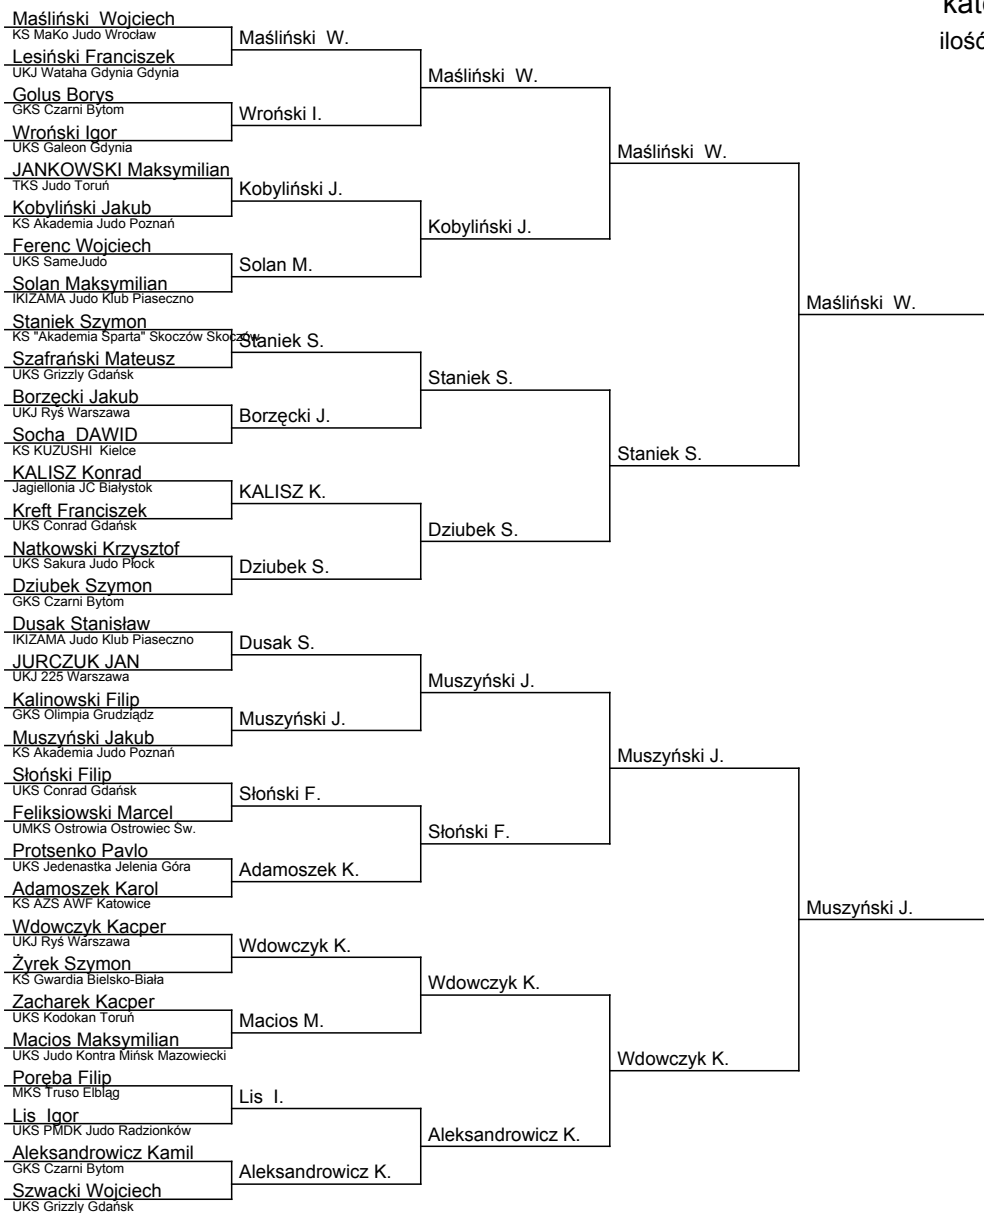 Maśliński  Wojciech
KS MaKo Judo Wrocław
Lesiński Franciszek
UKJ Wataha Gdynia Gdynia
Golus Borys
GKS Czarni Bytom
Wroński Igor
UKS Galeon Gdynia
JANKOWSKI Maksymilian
TKS Judo Toruń
Kobyliński Jakub
KS Akademia Judo Poznań
Ferenc Wojciech
UKS SameJudo
Solan Maksymilian
IKIZAMA Judo Klub Piaseczno
Staniek Szymon
KS "Akademia Sparta" Skoczów Skoczów
Szafrański Mateusz
UKS Grizzly Gdańsk
Borzęcki Jakub
UKJ Ryś Warszawa
Socha  DAWID
KS KUZUSHI  Kielce
KALISZ Konrad
Jagiellonia JC Białystok
Kreft Franciszek
UKS Conrad Gdańsk
Natkowski Krzysztof
UKS Sakura Judo Płock
Dziubek Szymon
GKS Czarni Bytom
Dusak Stanisław
IKIZAMA Judo Klub Piaseczno
JURCZUK JAN
UKJ 225 Warszawa
Kalinowski Filip
GKS Olimpia Grudziądz
Muszyński Jakub
KS Akademia Judo Poznań
Słoński Filip
UKS Conrad Gdańsk
Feliksiowski Marcel
UMKS Ostrovia Ostrowiec Św.
Protsenko Pavlo
UKS Jedenastka Jelenia Góra
Adamoszek Karol
KS AZS AWF Katowice
Wdowczyk Kacper
UKJ Ryś Warszawa
Żyrek Szymon
KS Gwardia Bielsko-Biała
Zacharek Kacper
UKS Kodokan Toruń
Macios Maksymilian
UKS Judo Kontra Mińsk Mazowiecki
Poręba Filip
MKS Truso Elbląg
Lis  Igor
UKS PMDK Judo Radzionków
Aleksandrowicz Kamil
GKS Czarni Bytom
Szwacki Wojciech
UKS Grizzly Gdańsk
Maśliński  W.
Wroński I.
Kobyliński J.
Solan M.
Staniek S.
Borzęcki J.
KALISZ K.
Dziubek S.
Dusak S.
Muszyński J.
Słoński F.
Adamoszek K.
Wdowczyk K.
Macios M.
Lis  I.
Aleksandrowicz K.
Maśliński  W.
Kobyliński J.
Staniek S.
Dziubek S.
Muszyński J.
Słoński F.
Wdowczyk K.
Aleksandrowicz K.
Maśliński  W.
Staniek S.
Muszyński J.
Wdowczyk K.
Maśliński  W.
Muszyński J.
ilość